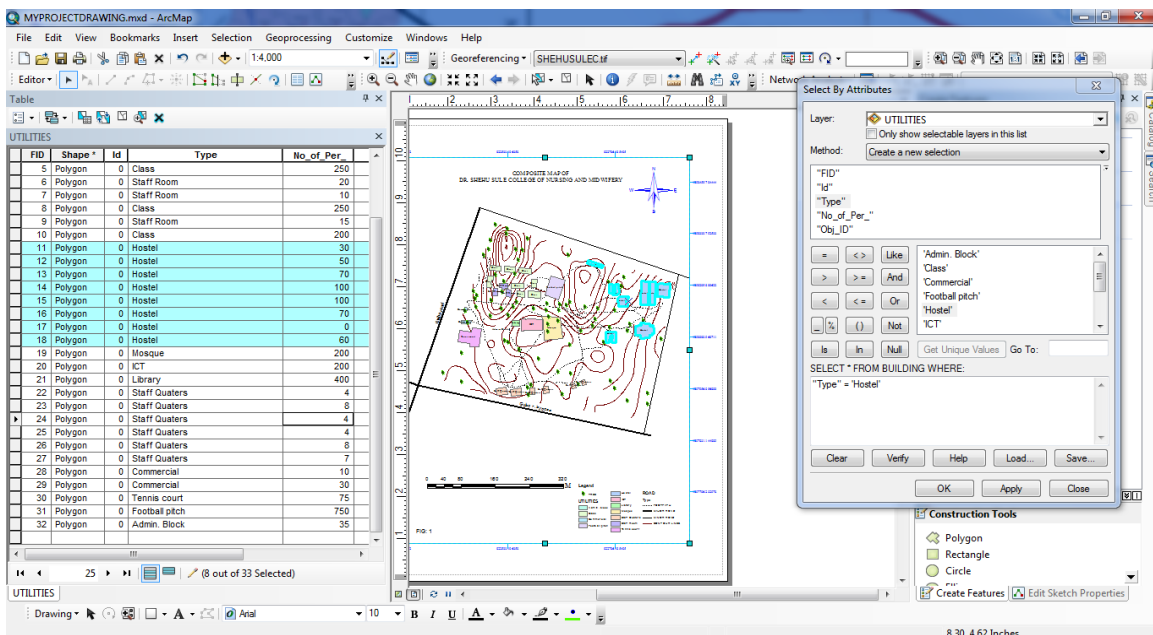 MYPROJECTDRAWING.mxd - ArcMap
File Edit View Bookmarks Insert Selection Geoprocessing Customize Windows Help
1:4,000 Georeferencing SHEHUSULEC.tif
Editor
Table
UTILITIES
FID Shape * Id Type No_of_Per_
5 Polygon 0 Class 250
6 Polygon 0 Staff Room 20
7 Polygon 0 Staff Room 10
8 Polygon 0 Class 250
9 Polygon 0 Staff Room 15
10 Polygon 0 Class 200
11 Polygon 0 Hostel 30
12 Polygon 0 Hostel 50
13 Polygon 0 Hostel 70
14 Polygon 0 Hostel 100
15 Polygon 0 Hostel 100
16 Polygon 0 Hostel 70
17 Polygon 0 Hostel 0
18 Polygon 0 Hostel 60
19 Polygon 0 Mosque 200
20 Polygon 0 ICT 200
21 Polygon 0 Library 400
22 Polygon 0 Staff Quaters 4
23 Polygon 0 Staff Quaters 8
24 Polygon 0 Staff Quaters 4
25 Polygon 0 Staff Quaters 4
26 Polygon 0 Staff Quaters 8
27 Polygon 0 Staff Quaters 7
28 Polygon 0 Commercial 10
29 Polygon 0 Commercial 30
30 Polygon 0 Tennis court 75
31 Polygon 0 Football pitch 750
32 Polygon 0 Admin. Block 35
25 (8 out of 33 Selected)
UTILITIES
Drawing A Arial 10 B I U A
COMPOSITE MAP OF
DR. SHEHU SULE COLLEGE OF NURSING AND MIDWIFERY
Legend
UTILITIES
ROAD
Type
FIG: 1
Select By Attributes
Layer: UTILITIES
Only show selectable layers in this list
Method: Create a new selection
"FID"
"Id"
"Type"
"No_of_Per_"
"Obj_ID"
= < > Like
> > = And
< < = Or
_ % ( ) Not
Is In Null
'Admin. Block'
'Class'
'Commercial'
'Football pitch'
'Hostel'
'ICT'
Get Unique Values Go To:
SELECT * FROM BUILDING WHERE:
"Type" = 'Hostel'
Clear Verify Help Load... Save...
OK Apply Close
Catalog
Search
Construction Tools
Polygon
Rectangle
Circle
Create Features Edit Sketch Properties
8.30 4.62 Inches